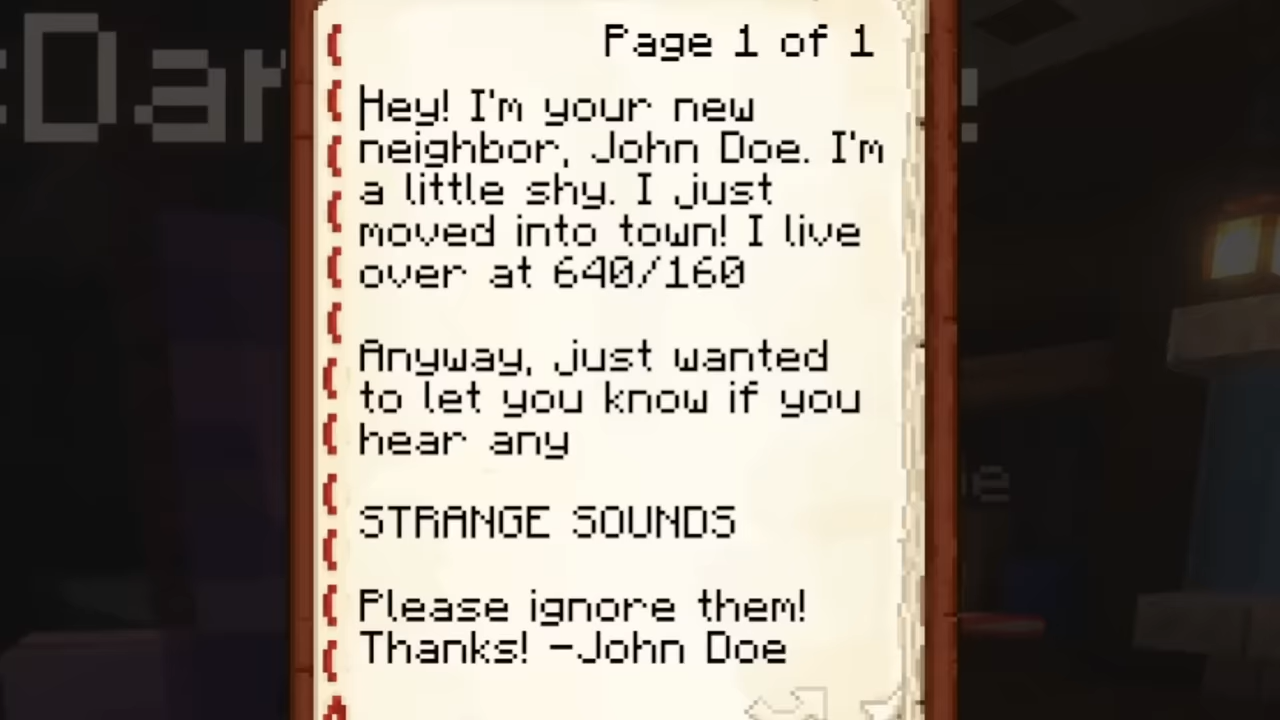 Dar
Page 1 of 1
Hey! I'm your new
neighbor, John Doe. I'm
a little shy. I just
moved into town! I live
over at 640/160
Anyway, just wanted
to let you know if you
hear any
STRANGE SOUNDS
Please ignore them!
Thanks! -John Doe